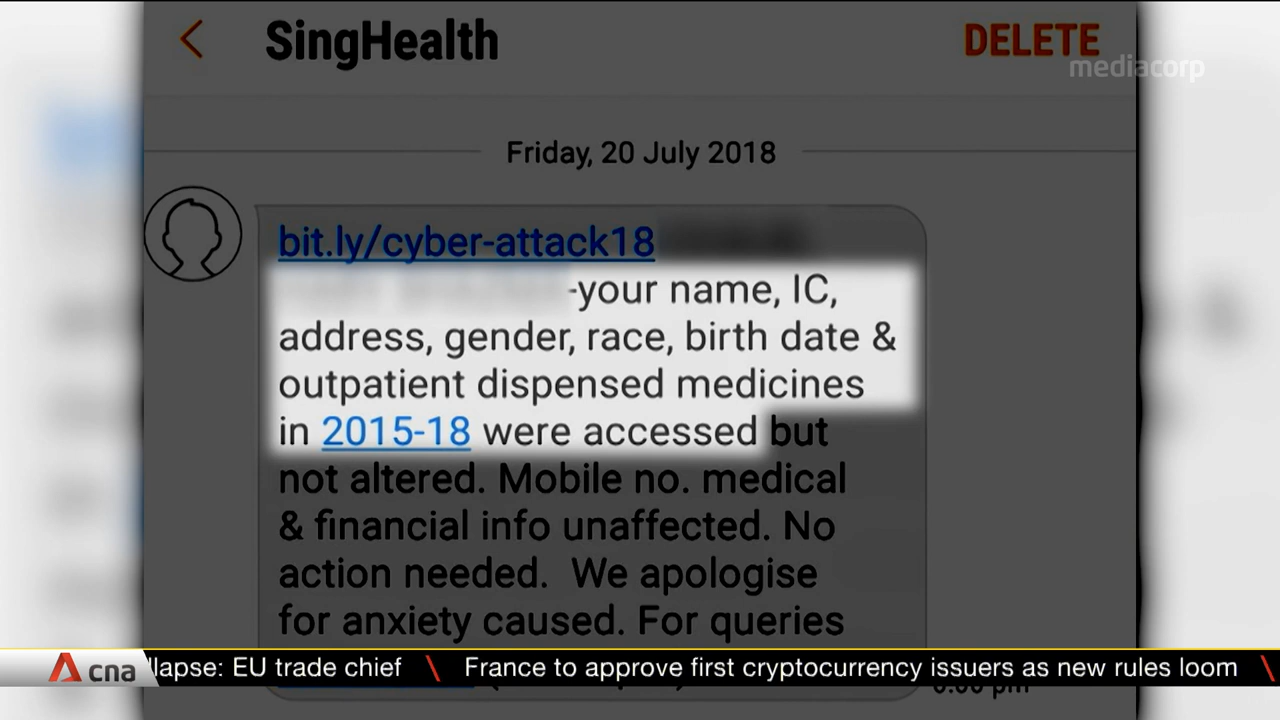 SingHealth
DELETE
mediacorp
Friday, 20 July 2018
bit.ly/cyber-attack18
-your name, IC,
address, gender, race, birth date &
outpatient dispensed medicines
in 2015-18 were accessed but
not altered. Mobile no. medical
& financial info unaffected. No
action needed. We apologise
for anxiety caused. For queries
cna
llapse: EU trade chief \ France to approve first cryptocurrency issuers as new rules loom \